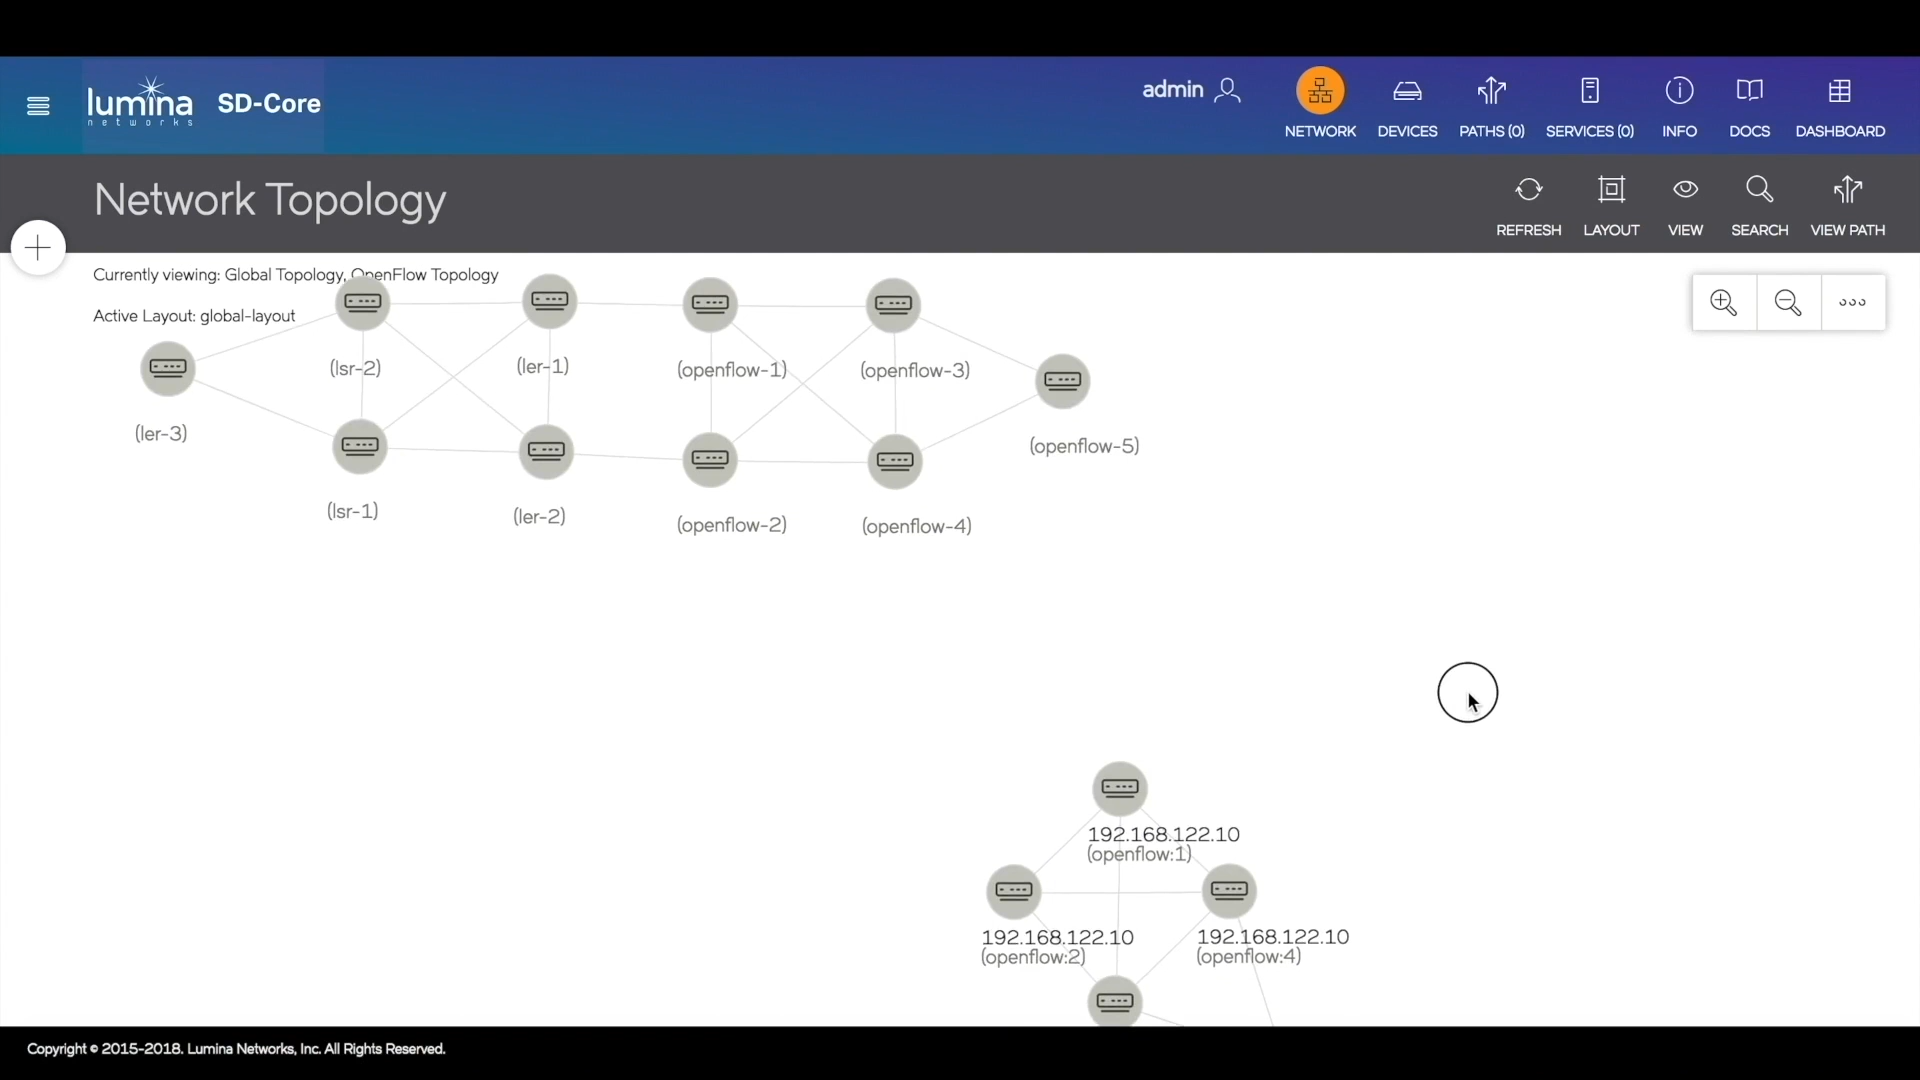 lumina
networks
SD-Core
admin
NETWORK
DEVICES
PATHS (0)
SERVICES (0)
INFO
DOCS
DASHBOARD
Network Topology
REFRESH
LAYOUT
VIEW
SEARCH
VIEW PATH
Currently viewing: Global Topology, OpenFlow Topology
Active Layout: global-layout
(lsr-2)
(ler-1)
(openflow-1)
(openflow-3)
(ler-3)
(openflow-5)
(lsr-1)
(ler-2)
(openflow-2)
(openflow-4)
192.168.122.10
(openflow:1)
192.168.122.10
(openflow:2)
192.168.122.10
(openflow:4)
Copyright © 2015-2018. Lumina Networks, Inc. All Rights Reserved.